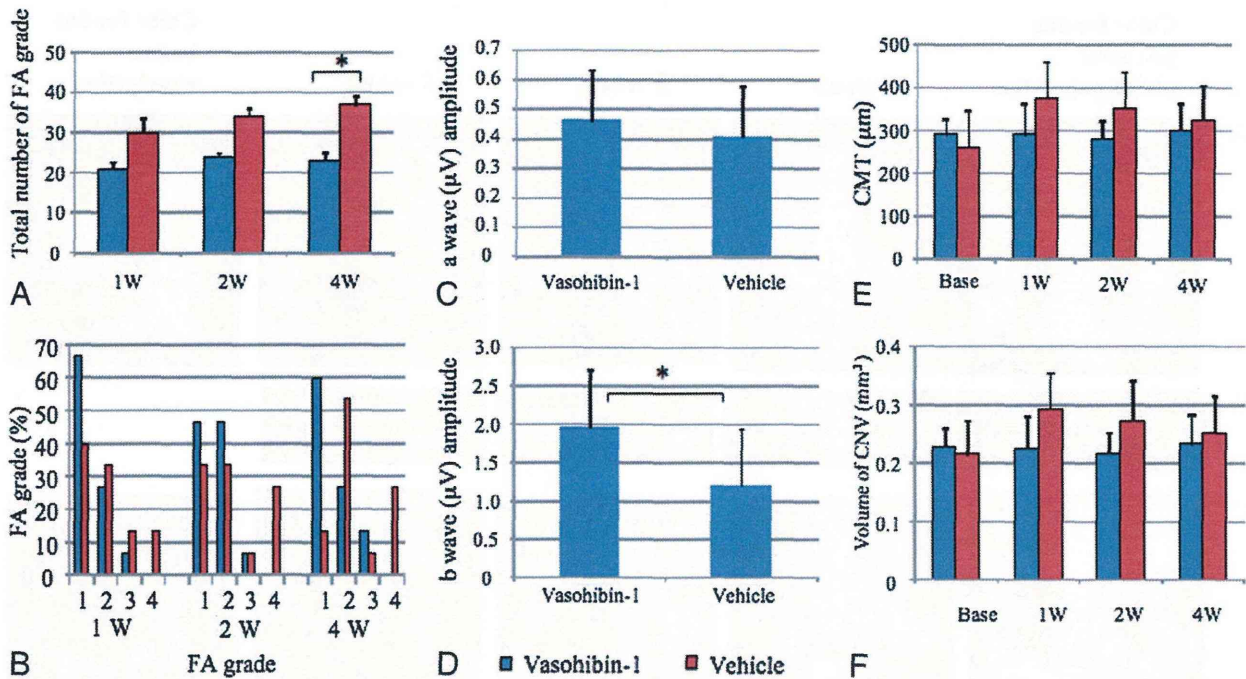 Total number of FA grade
50
40
30
20
10
0
*
1W 2W 4W
A
FA grade (%)
70
60
50
40
30
20
10
0
1 2 3 4 1 2 3 4 1 2 3 4
1 W 2 W 4 W
FA grade
B
a wave (μV) amplitude
0.7
0.6
0.5
0.4
0.3
0.2
0.1
0
Vasohibin-1 Vehicle
C
b wave (μV) amplitude
3.0
2.5
2.0
1.5
1.0
0.5
0
*
Vasohibin-1 Vehicle
D
Vasohibin-1 Vehicle
CMT (μm)
500
400
300
200
100
0
Base 1W 2W 4W
E
Volume of CNV (mm³)
0.4
0.3
0.2
0.1
0
Base 1W 2W 4W
F